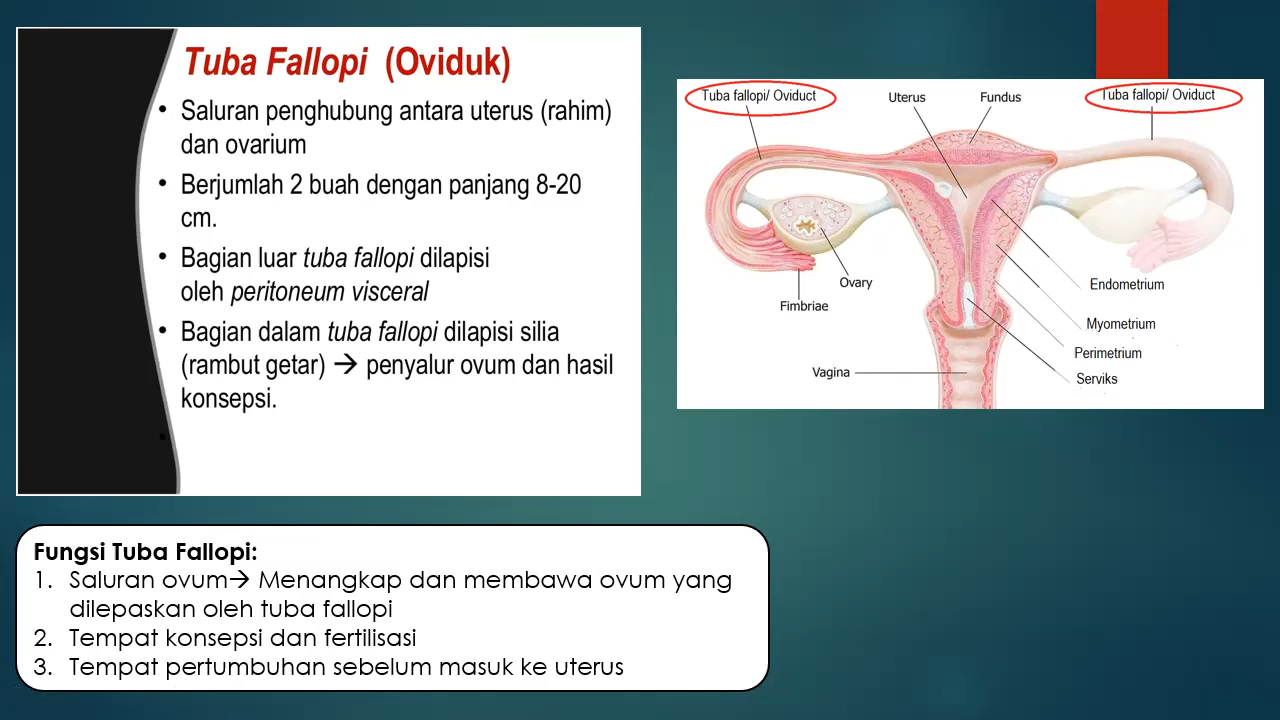 Tuba Fallopi (Oviduk)
• Saluran penghubung antara uterus (rahim)
dan ovarium
• Berjumlah 2 buah dengan panjang 8-20
cm.
• Bagian luar tuba fallopi dilapisi
oleh peritoneum visceral
• Bagian dalam tuba fallopi dilapisi silia
(rambut getar) → penyalur ovum dan hasil
konsepsi.
Tuba fallopi/ Oviduct
Uterus
Fundus
Tuba fallopi/ Oviduct
Ovary
Fimbriae
Endometrium
Myometrium
Perimetrium
Serviks
Vagina
Fungsi Tuba Fallopi:
1. Saluran ovum→ Menangkap dan membawa ovum yang
dilepaskan oleh tuba fallopi
2. Tempat konsepsi dan fertilisasi
3. Tempat pertumbuhan sebelum masuk ke uterus